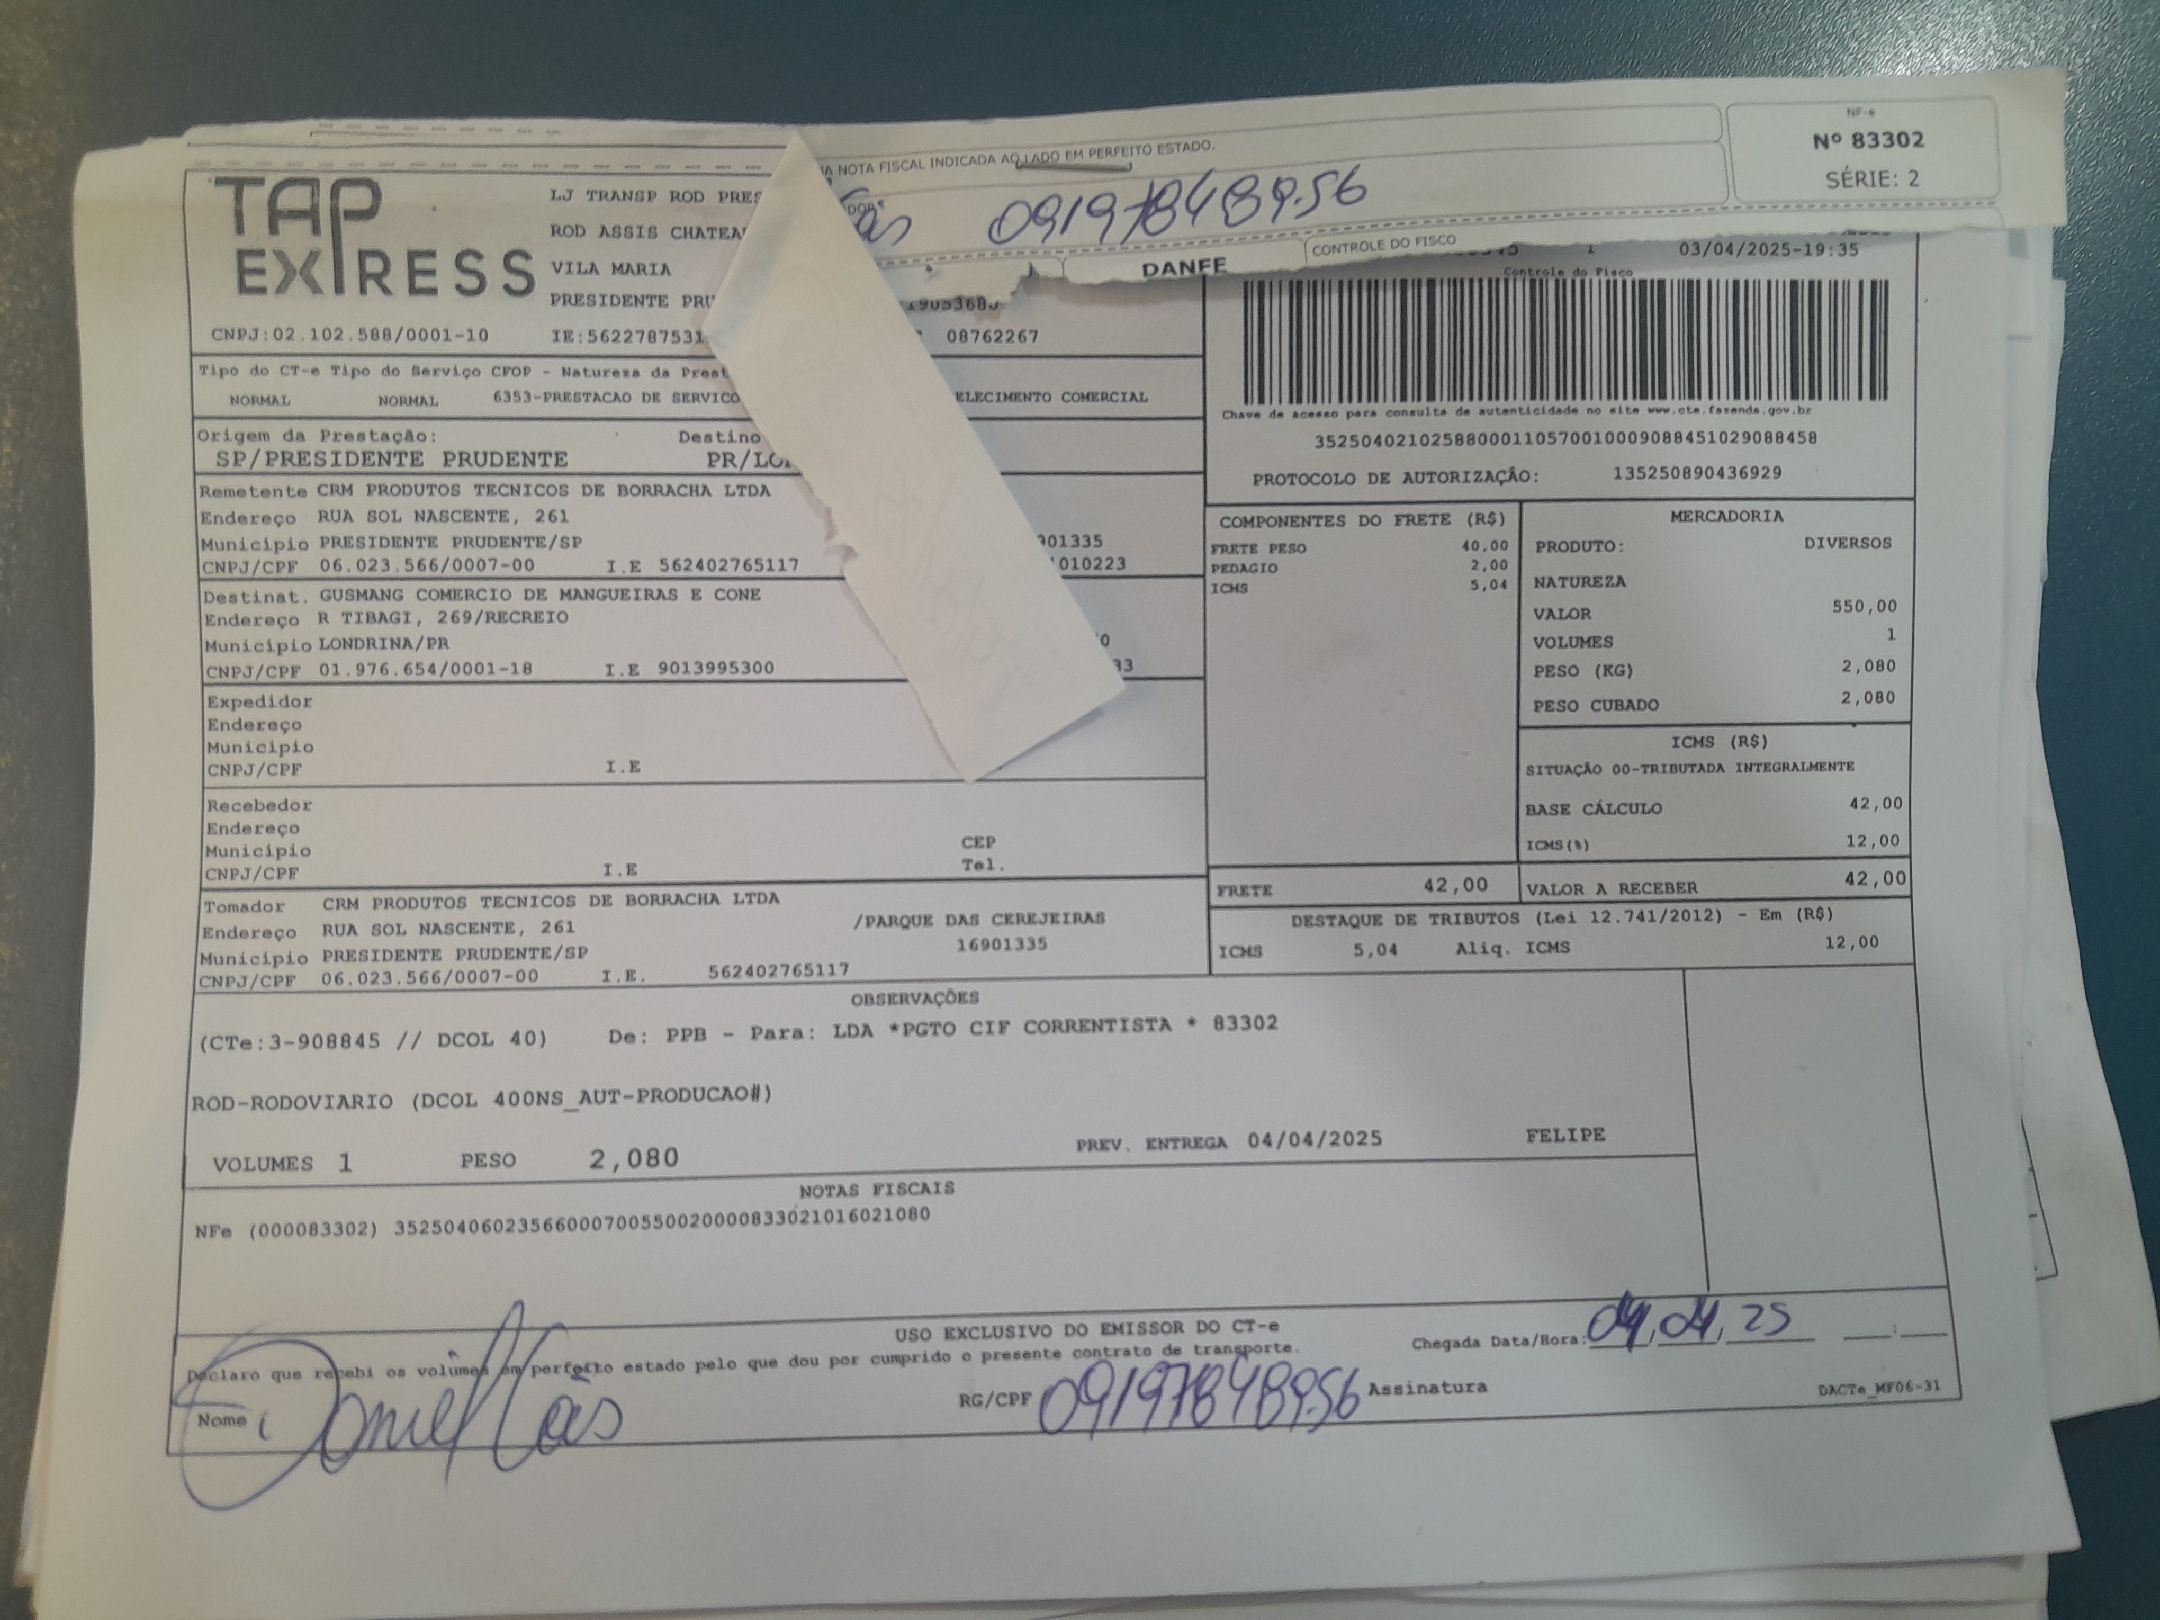 NOTA FISCAL INDICADA AO LADO EM PERFEITO ESTADO.
NF-e
Nº 83302
SÉRIE: 2
09197848956
DANFE
CONTROLE DO FISCO
TAP
EXPRESS
LJ TRANSP ROD PRES
ROD ASSIS CHATEA
VILA MARIA
PRESIDENTE PRU
CNPJ:02.102.588/0001-10 IE:5622787531
08762267
03/04/2025-19:35
Controle do Fisco
Chave de acesso para consulta de autenticidade no site www.cte.fazenda.gov.br
35250402102588000110570010009088451029088458
PROTOCOLO DE AUTORIZAÇÃO: 135250890436929
Tipo do CT-e Tipo do Serviço CFOP - Natureza da Prest
NORMAL NORMAL 6353-PRESTACAO DE SERVICO ELECIMENTO COMERCIAL
Origem da Prestação: Destino
SP/PRESIDENTE PRUDENTE PR/LO
Remetente CRM PRODUTOS TECNICOS DE BORRACHA LTDA
Endereço RUA SOL NASCENTE, 261
Município PRESIDENTE PRUDENTE/SP 901335
CNPJ/CPF 06.023.566/0007-00 I.E 562402765117 1010223
Destinat. GUSMANG COMERCIO DE MANGUEIRAS E CONE
Endereço R TIBAGI, 269/RECREIO
Município LONDRINA/PR
CNPJ/CPF 01.976.654/0001-18 I.E 9013995300 33
Expedidor
Endereço
Município
CNPJ/CPF I.E
Recebedor
Endereço
Município CEP
CNPJ/CPF I.E Tel.
Tomador CRM PRODUTOS TECNICOS DE BORRACHA LTDA
Endereço RUA SOL NASCENTE, 261 /PARQUE DAS CEREJEIRAS
Município PRESIDENTE PRUDENTE/SP 16901335
CNPJ/CPF 06.023.566/0007-00 I.E. 562402765117
COMPONENTES DO FRETE (R$)
FRETE PESO 40,00
PEDAGIO 2,00
ICMS 5,04
MERCADORIA
PRODUTO: DIVERSOS
NATUREZA
VALOR 550,00
VOLUMES 1
PESO (KG) 2,080
PESO CUBADO 2,080
ICMS (R$)
SITUAÇÃO 00-TRIBUTADA INTEGRALMENTE
BASE CÁLCULO 42,00
ICMS(%) 12,00
FRETE 42,00 VALOR A RECEBER 42,00
DESTAQUE DE TRIBUTOS (Lei 12.741/2012) - Em (R$)
ICMS 5,04 Aliq. ICMS 12,00
OBSERVAÇÕES
(CTe:3-908845 // DCOL 40) De: PPB - Para: LDA *PGTO CIF CORRENTISTA * 83302
ROD-RODOVIARIO (DCOL 400NS_AUT-PRODUCAO#)
VOLUMES 1 PESO 2,080 PREV. ENTREGA 04/04/2025 FELIPE
NOTAS FISCAIS
NFe (000083302) 35250406023566000700550020000833021016021080
USO EXCLUSIVO DO EMISSOR DO CT-e
Chegada Data/Hora: 04, 04, 25 :
Declaro que recebi os volumes em perfeito estado pelo que dou por cumprido o presente contrato de transporte.
Nome RG/CPF 09197848956 Assinatura DACTe_MF06-31